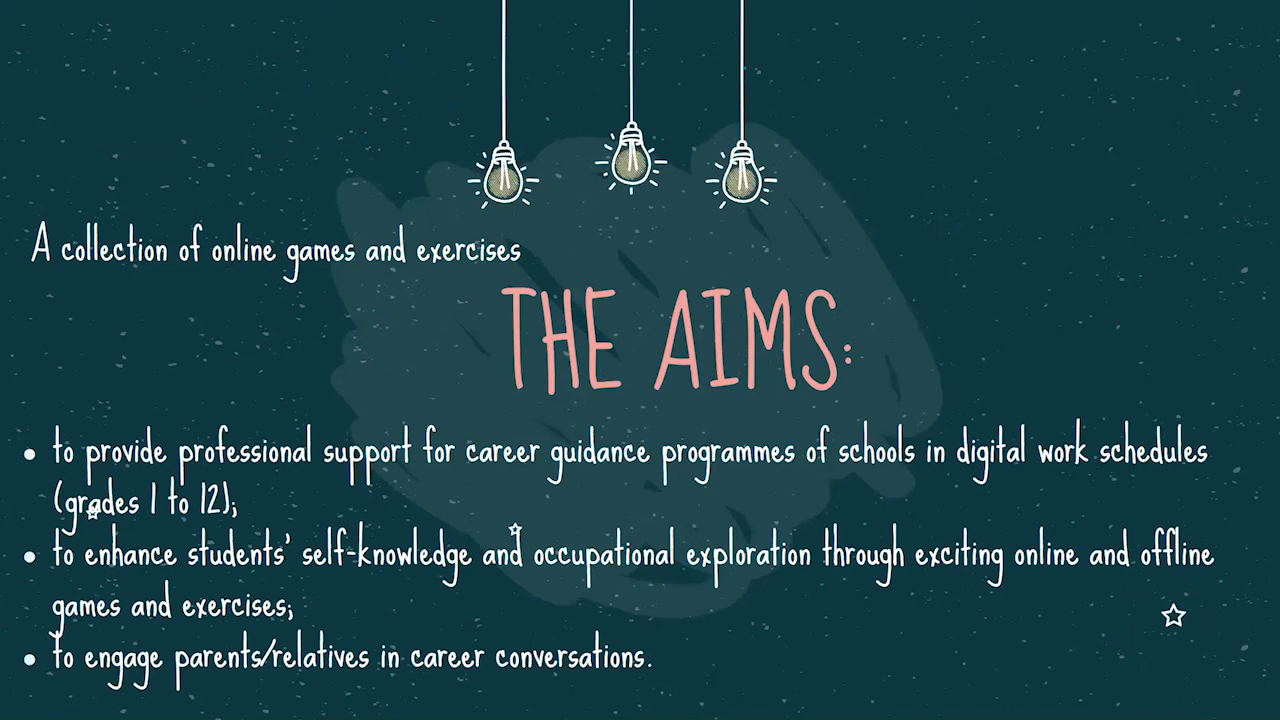 A collection of online games and exercises
THE AIMS:
• to provide professional support for career guidance programmes of schools in digital work schedules
(grades 1 to 12);
• to enhance students' self-knowledge and occupational exploration through exciting online and offline
games and exercises;
• to engage parents/relatives in career conversations.